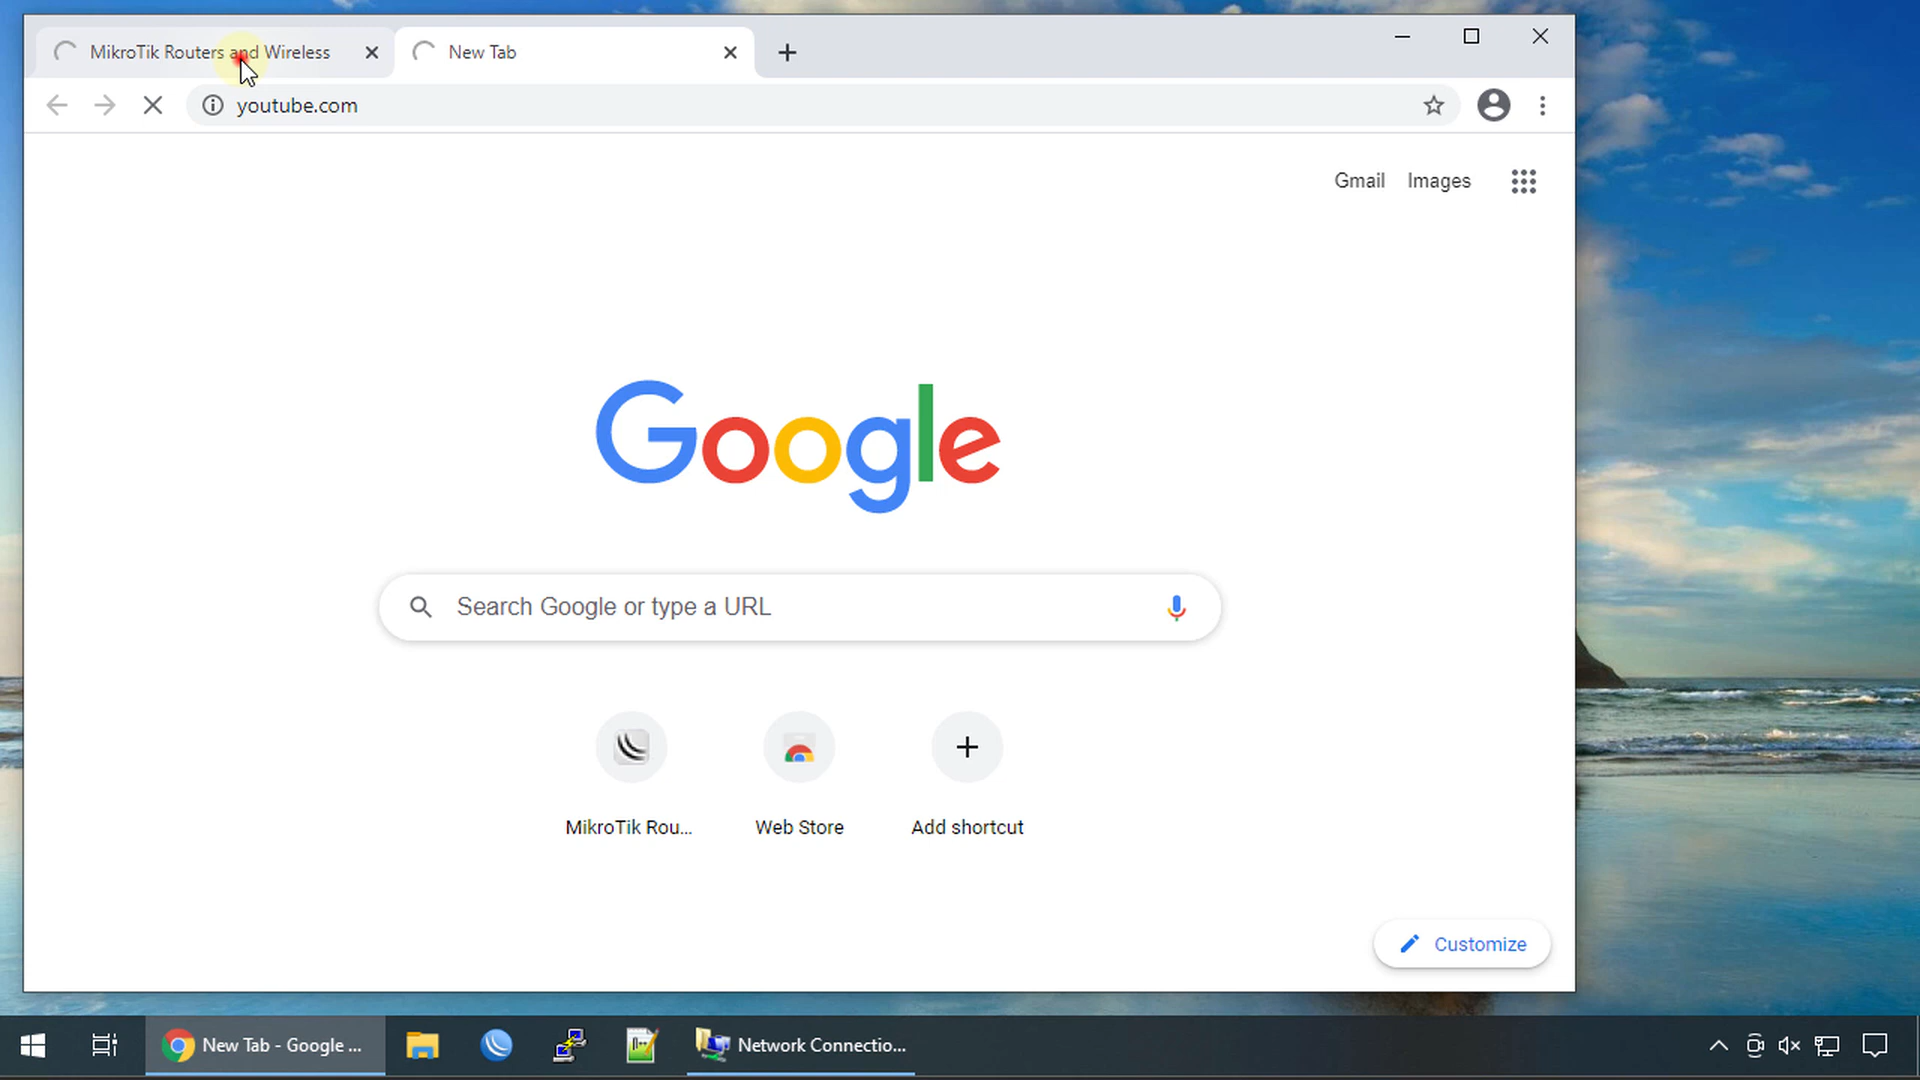 MikroTik Routers and Wireless
New Tab
youtube.com
Gmail
Images
Google
Search Google or type a URL
MikroTik Rou...
Web Store
Add shortcut
Customize
New Tab - Google ...
Network Connectio...